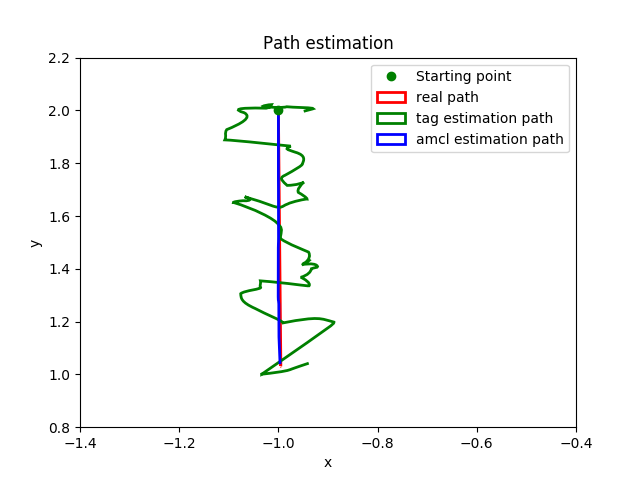 Path estimation
Starting point
real path
tag estimation path
amcl estimation path
y
2.2
2.0
1.8
1.6
1.4
1.2
1.0
0.8
−1.4 −1.2 −1.0 −0.8 −0.6 −0.4
x